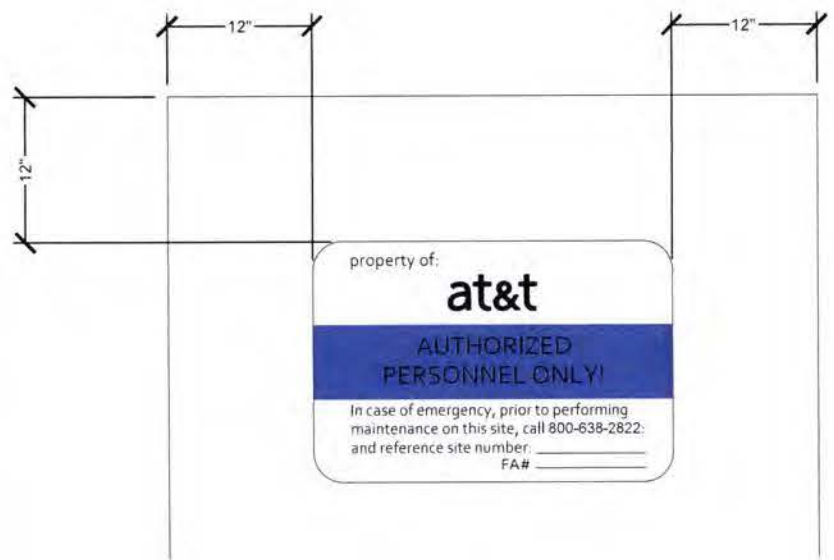 12"
12"
12"
property of:
at&t
AUTHORIZED
PERSONNEL ONLY!
In case of emergency, prior to performing
maintenance on this site, call 800-638-2822:
and reference site number:
FA#